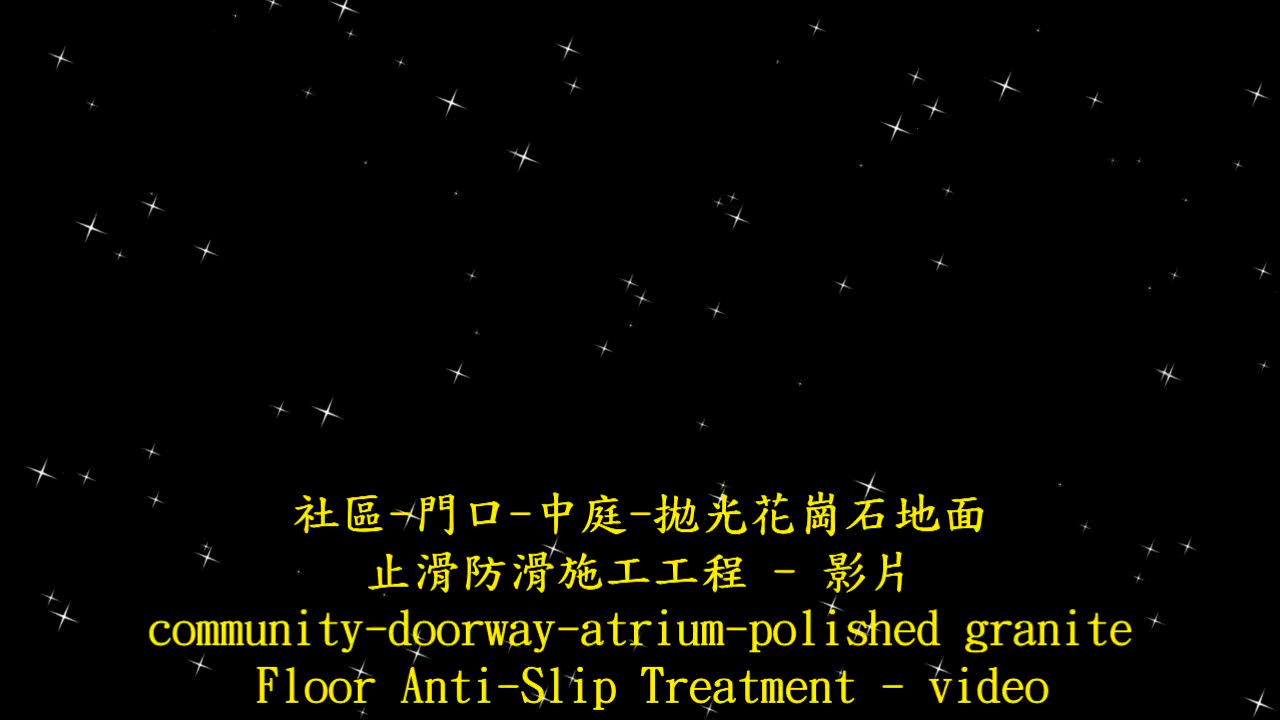 社區-門口-中庭-拋光花崗石地面
止滑防滑施工工程 - 影片
community-doorway-atrium-polished granite
Floor Anti-Slip Treatment - video